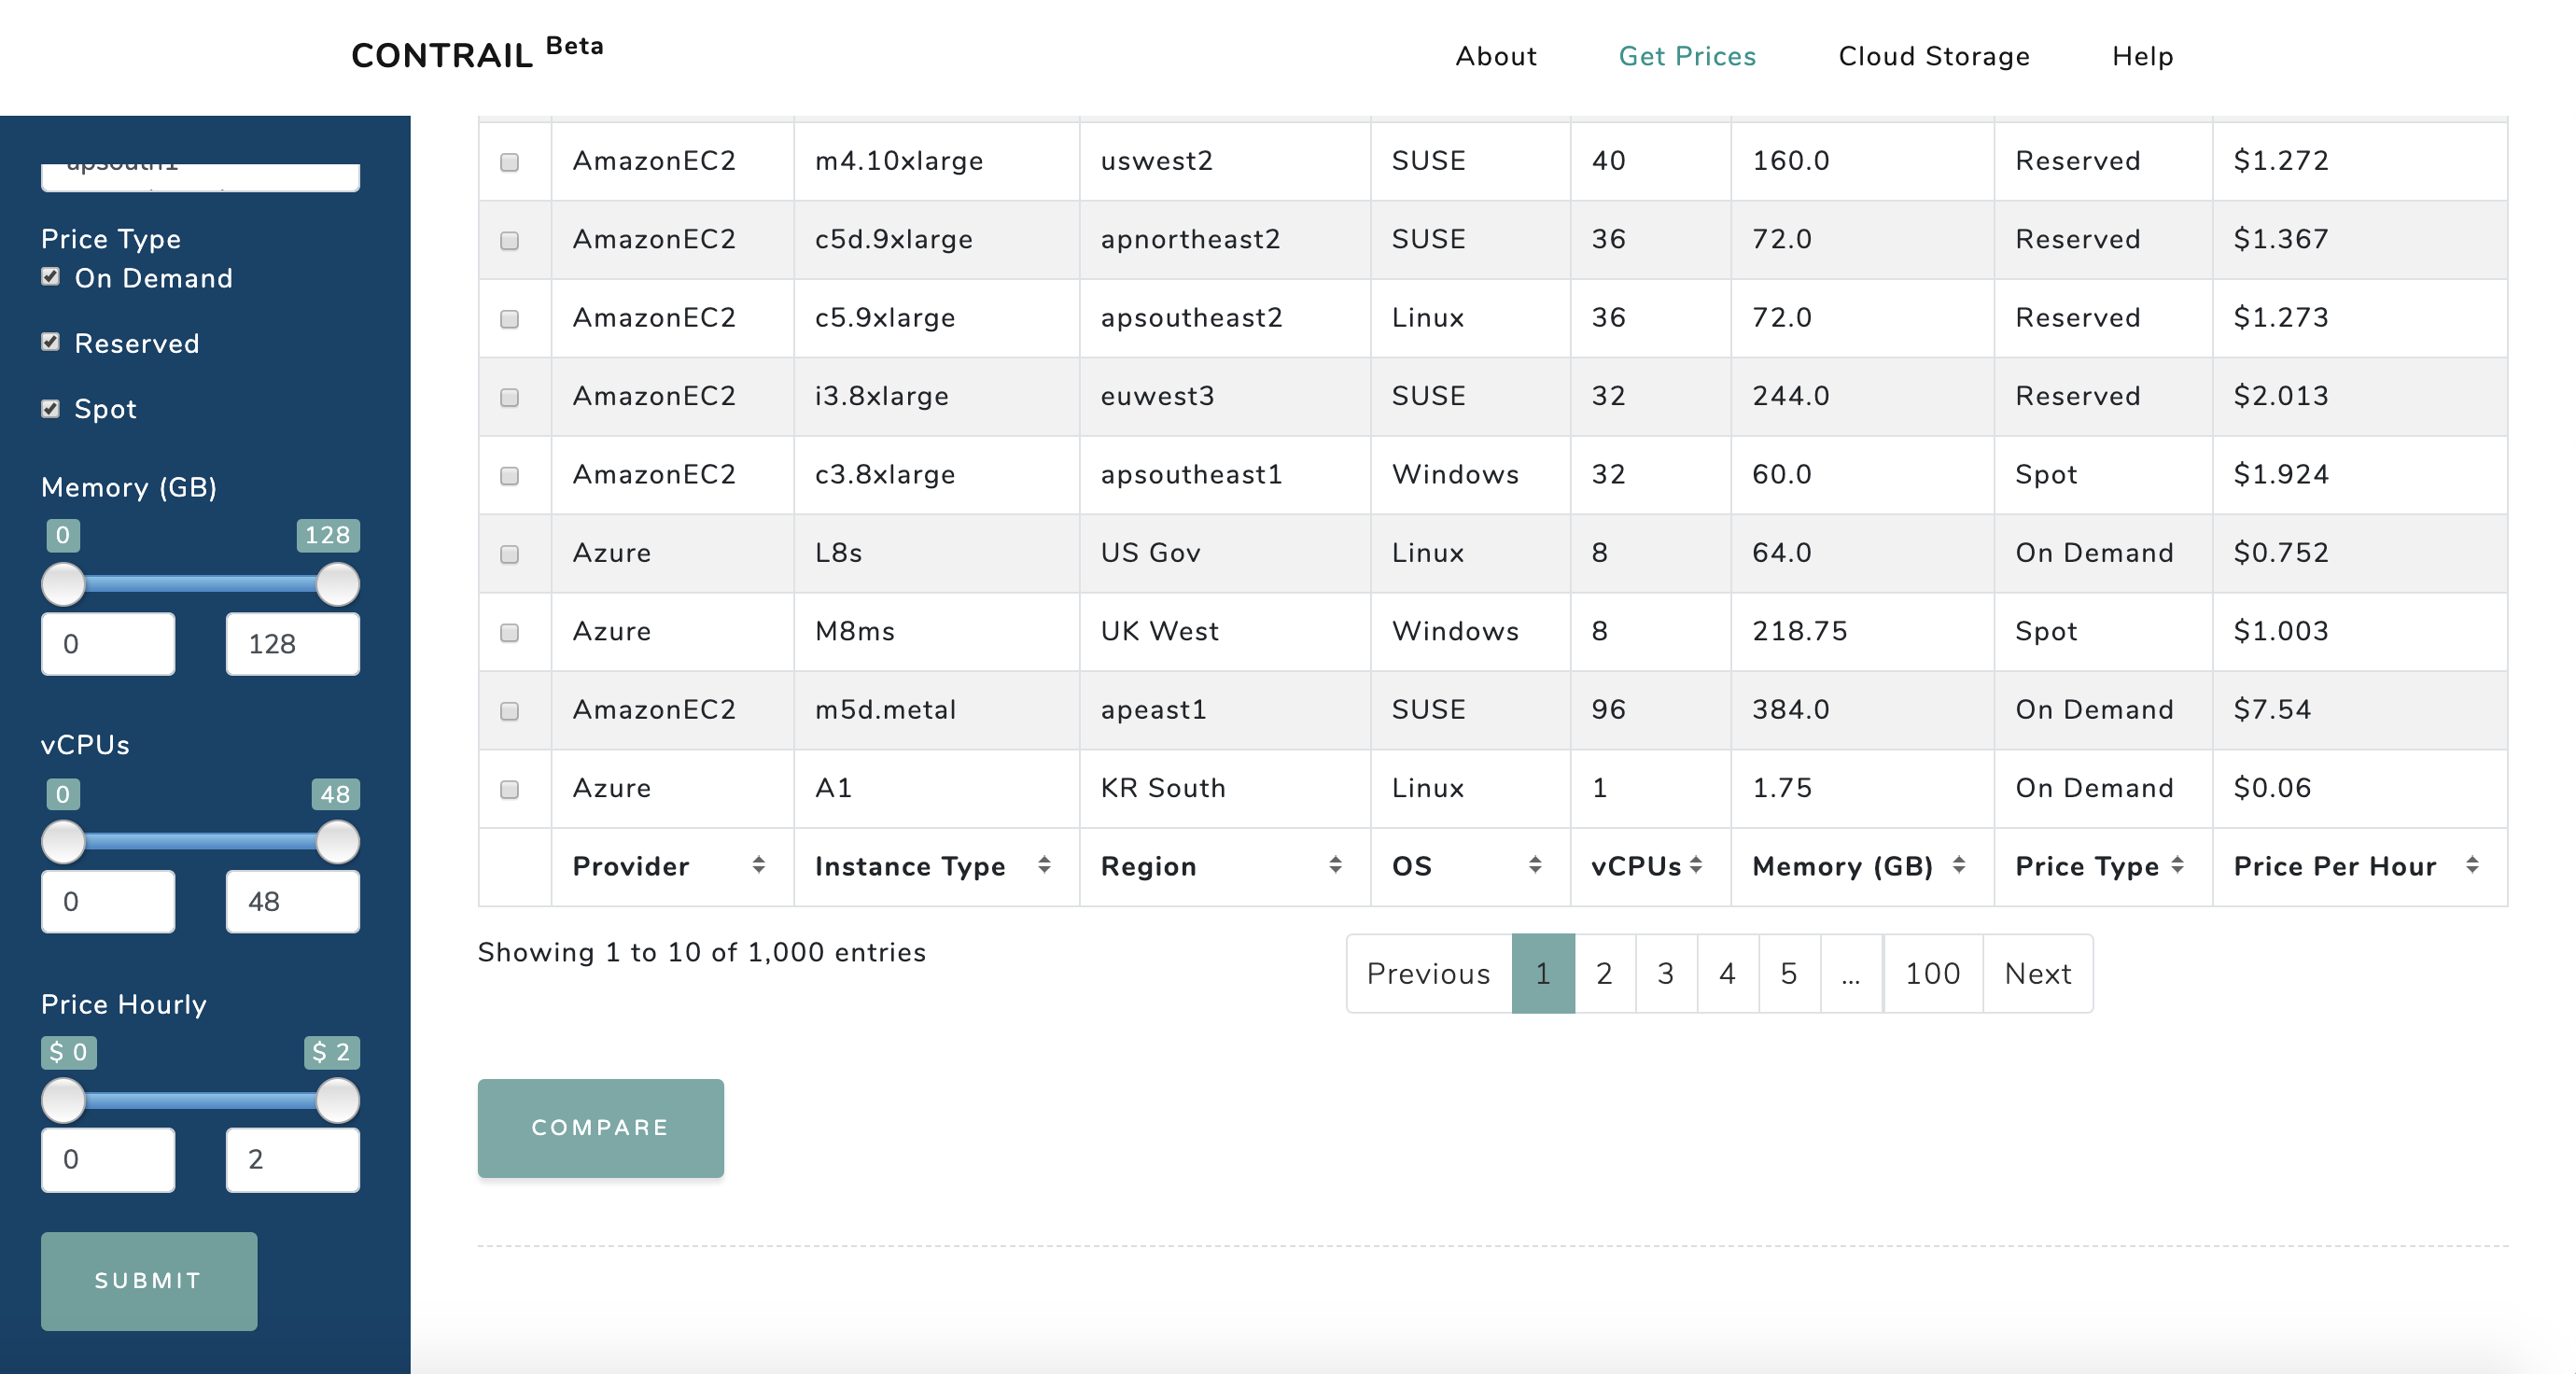 CONTRAIL Beta
About Get Prices Cloud Storage Help
apsouth1
Price Type
On Demand
Reserved
Spot
Memory (GB)
0 128
0 128
vCPUs
0 48
0 48
Price Hourly
$ 0 $ 2
0 2
SUBMIT
AmazonEC2 m4.10xlarge uswest2 SUSE 40 160.0 Reserved $1.272
AmazonEC2 c5d.9xlarge apnortheast2 SUSE 36 72.0 Reserved $1.367
AmazonEC2 c5.9xlarge apsoutheast2 Linux 36 72.0 Reserved $1.273
AmazonEC2 i3.8xlarge euwest3 SUSE 32 244.0 Reserved $2.013
AmazonEC2 c3.8xlarge apsoutheast1 Windows 32 60.0 Spot $1.924
Azure L8s US Gov Linux 8 64.0 On Demand $0.752
Azure M8ms UK West Windows 8 218.75 Spot $1.003
AmazonEC2 m5d.metal apeast1 SUSE 96 384.0 On Demand $7.54
Azure A1 KR South Linux 1 1.75 On Demand $0.06
Provider Instance Type Region OS vCPUs Memory (GB) Price Type Price Per Hour
Showing 1 to 10 of 1,000 entries
Previous 1 2 3 4 5 ... 100 Next
COMPARE